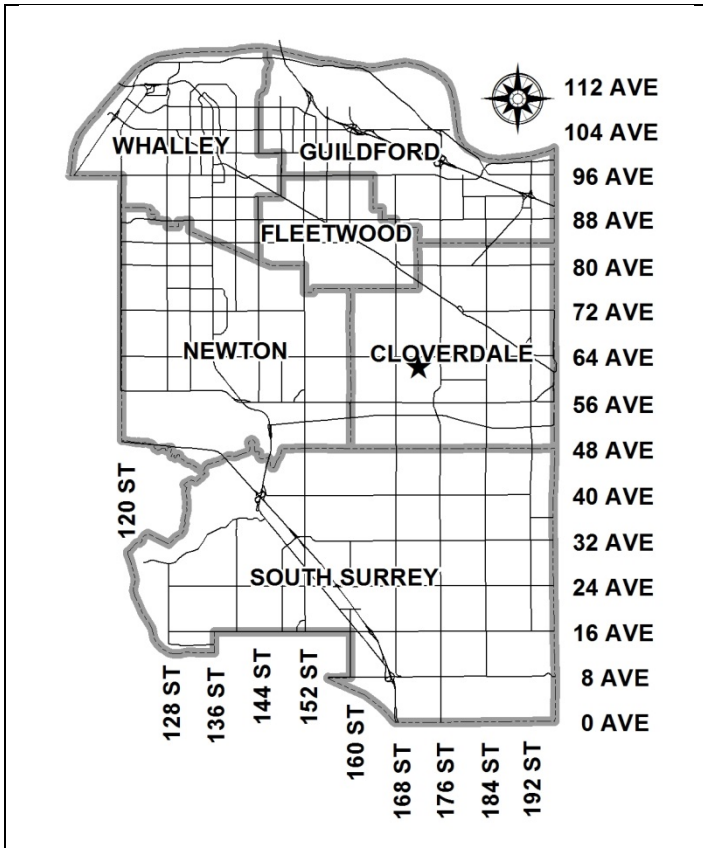 112 AVE
104 AVE
WHALLEY
GUILDFORD
96 AVE
88 AVE
FLEETWOOD
80 AVE
72 AVE
NEWTON
CLOVERDALE
64 AVE
56 AVE
48 AVE
120 ST
40 AVE
32 AVE
SOUTH SURREY
24 AVE
16 AVE
128 ST
136 ST
144 ST
152 ST
160 ST
8 AVE
0 AVE
168 ST
176 ST
184 ST
192 ST